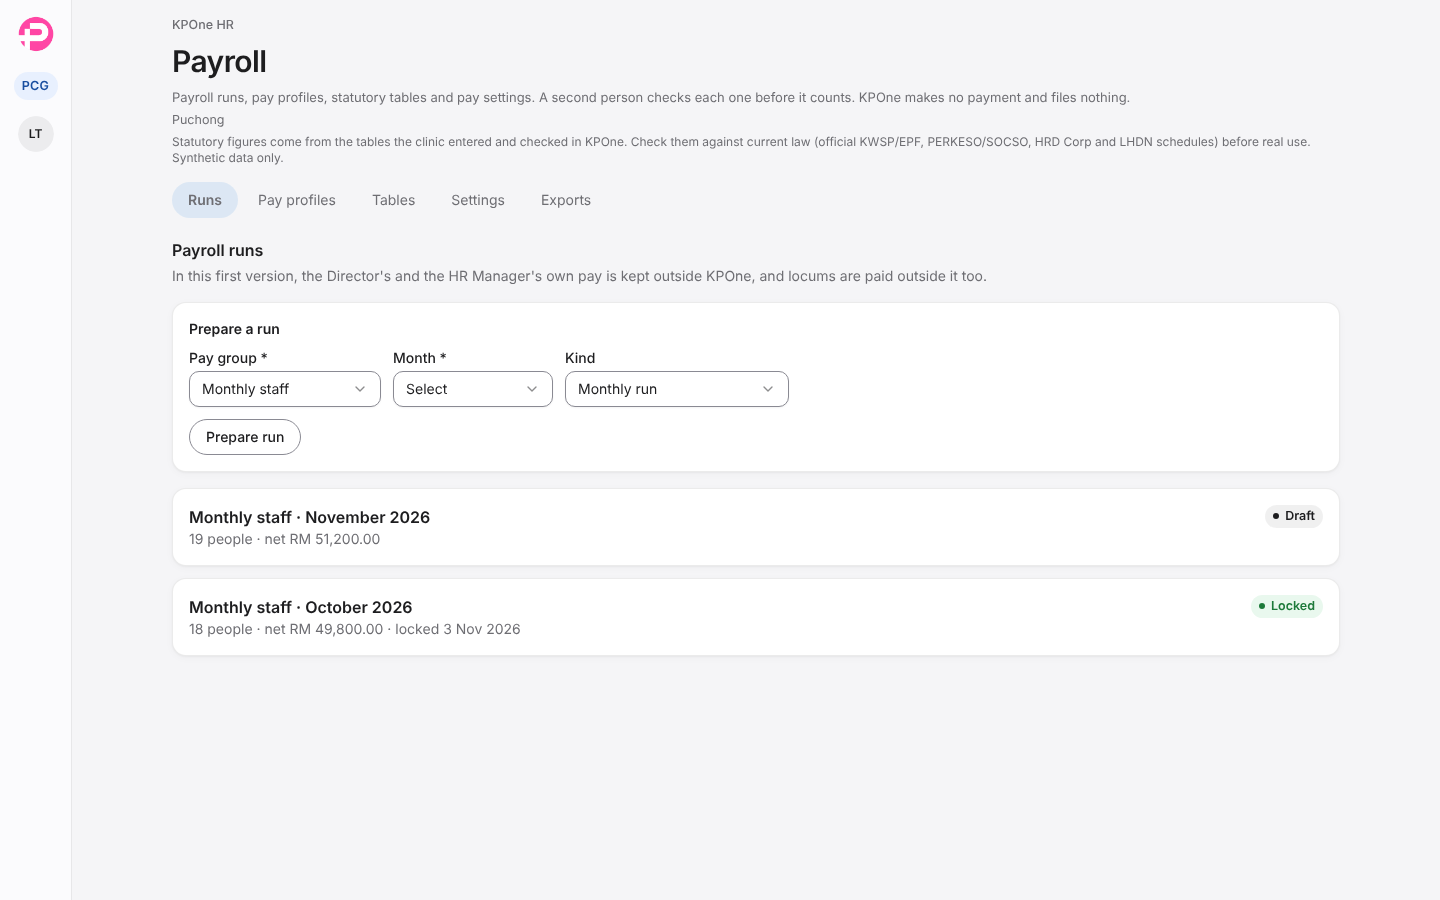 KPOne HR
Payroll
Payroll runs, pay profiles, statutory tables and pay settings. A second person checks each one before it counts. KPOne makes no payment and files nothing.
PCG
Puchong
LT
Statutory figures come from the tables the clinic entered and checked in KPOne. Check them against current law (official KWSP/EPF, PERKESO/SOCSO, HRD Corp and LHDN schedules) before real use.
Synthetic data only.
Runs Pay profiles Tables Settings Exports
Payroll runs
In this first version, the Director's and the HR Manager's own pay is kept outside KPOne, and locums are paid outside it too.
Prepare a run
Pay group * Month * Kind
Monthly staff Select Monthly run
Prepare run
Monthly staff · November 2026 Draft
19 people · net RM 51,200.00
Monthly staff · October 2026 Locked
18 people · net RM 49,800.00 · locked 3 Nov 2026